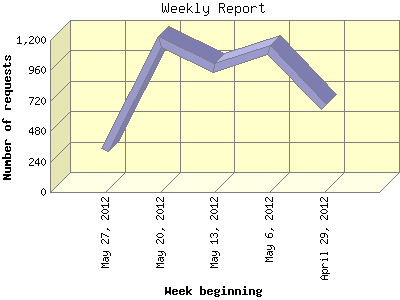 Weekly Report
Number of requests
1,200
960
720
480
240
0
May 27, 2012
May 20, 2012
May 13, 2012
May 6, 2012
April 29, 2012
Week beginning